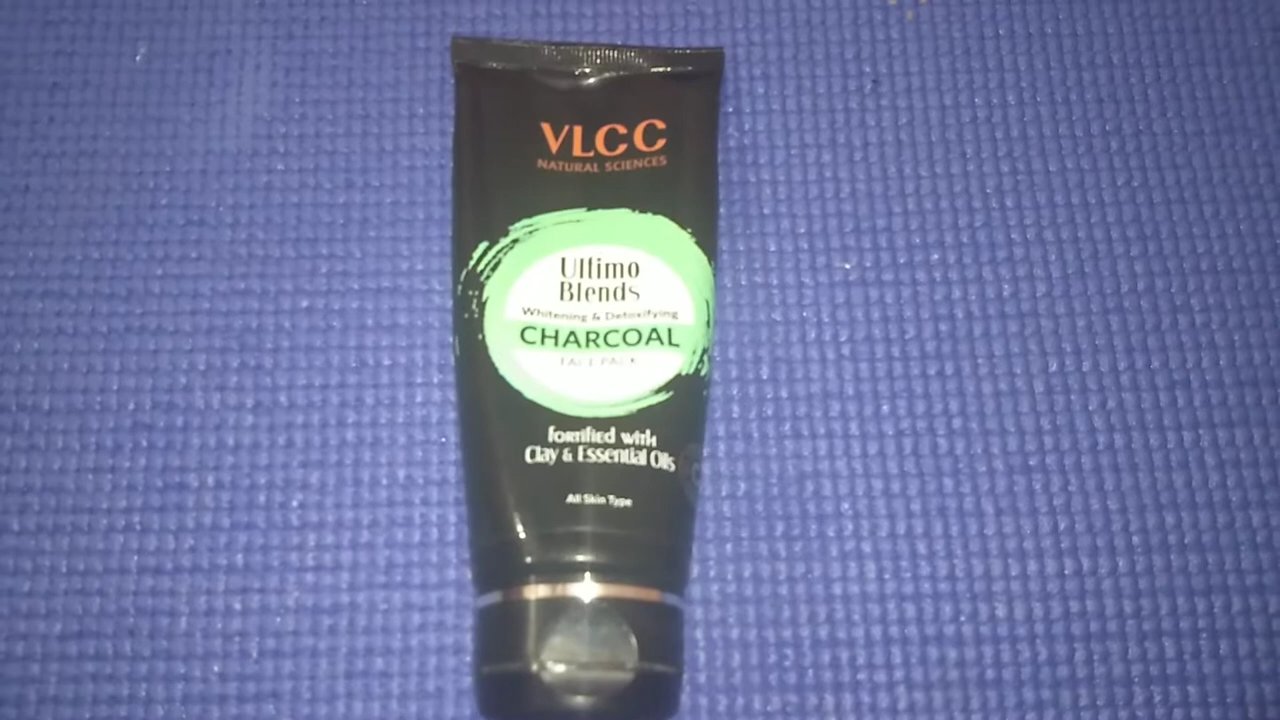 VLCC
NATURAL SCIENCES
Ultimo
Blends
Whitening & Detoxifying
CHARCOAL
FACE PACK
fortified with
Clay & Essential Oils
All Skin Type